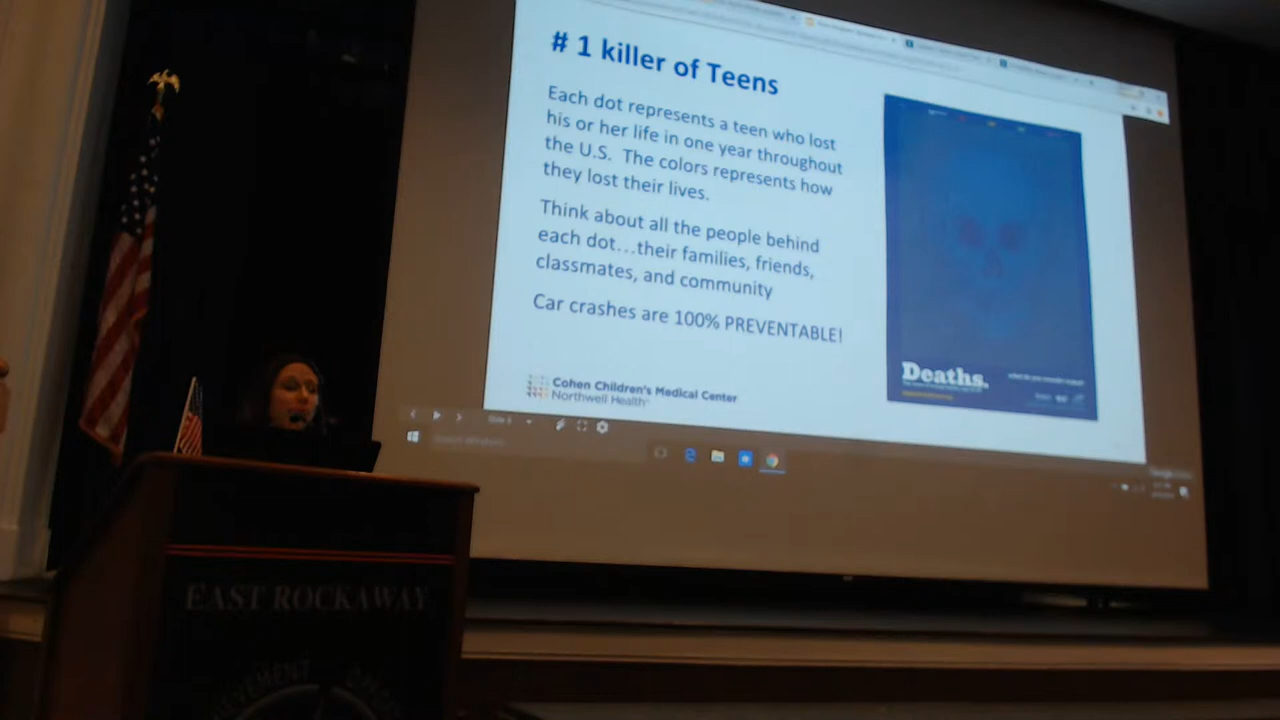 # 1 killer of Teens
Each dot represents a teen who lost
his or her life in one year throughout
the U.S. The colors represents how
they lost their lives.
Think about all the people behind
each dot...their families, friends,
classmates, and community
Car crashes are 100% PREVENTABLE!
Cohen Children's Medical Center
Northwell Health
Deaths.
EAST ROCKAWAY